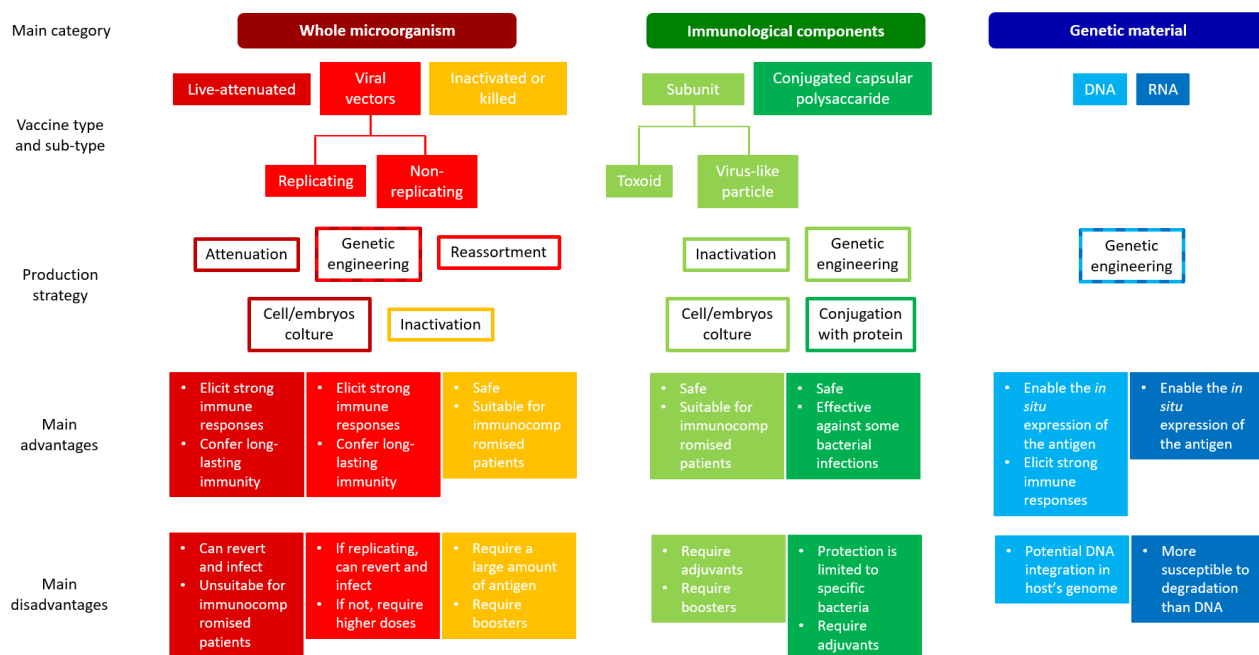 Main category
Whole microorganism
Immunological components
Genetic material
Vaccine type
and sub-type
Live-attenuated
Viral
vectors
Inactivated or
killed
Subunit
Conjugated capsular
polysaccaride
DNA
RNA
Replicating
Non-
replicating
Toxoid
Virus-like
particle
Production
strategy
Attenuation
Genetic
engineering
Reassortment
Cell/embryos
colture
Inactivation
Inactivation
Genetic
engineering
Cell/embryos
colture
Conjugation
with protein
Genetic
engineering
Main
advantages
• Elicit strong
immune
responses
• Confer long-
lasting
immunity
• Elicit strong
immune
responses
• Confer long-
lasting
immunity
• Safe
• Suitable for
immunocomp
romised
patients
• Safe
• Suitable for
immunocomp
romised
patients
• Safe
• Effective
against some
bacterial
infections
• Enable the in
situ
expression of
the antigen
• Elicit strong
immune
responses
• Enable the in
situ
expression of
the antigen
Main
disadvantages
• Can revert
and infect
• Unsuitabe for
immunocomp
romised
patients
• If replicating,
can revert and
infect
• If not, require
higher doses
• Require a
large amount
of antigen
• Require
boosters
• Require
adjuvants
• Require
boosters
• Protection is
limited to
specific
bacteria
• Require
adjuvants
• Potential DNA
integration in
host's genome
• More
susceptible to
degradation
than DNA